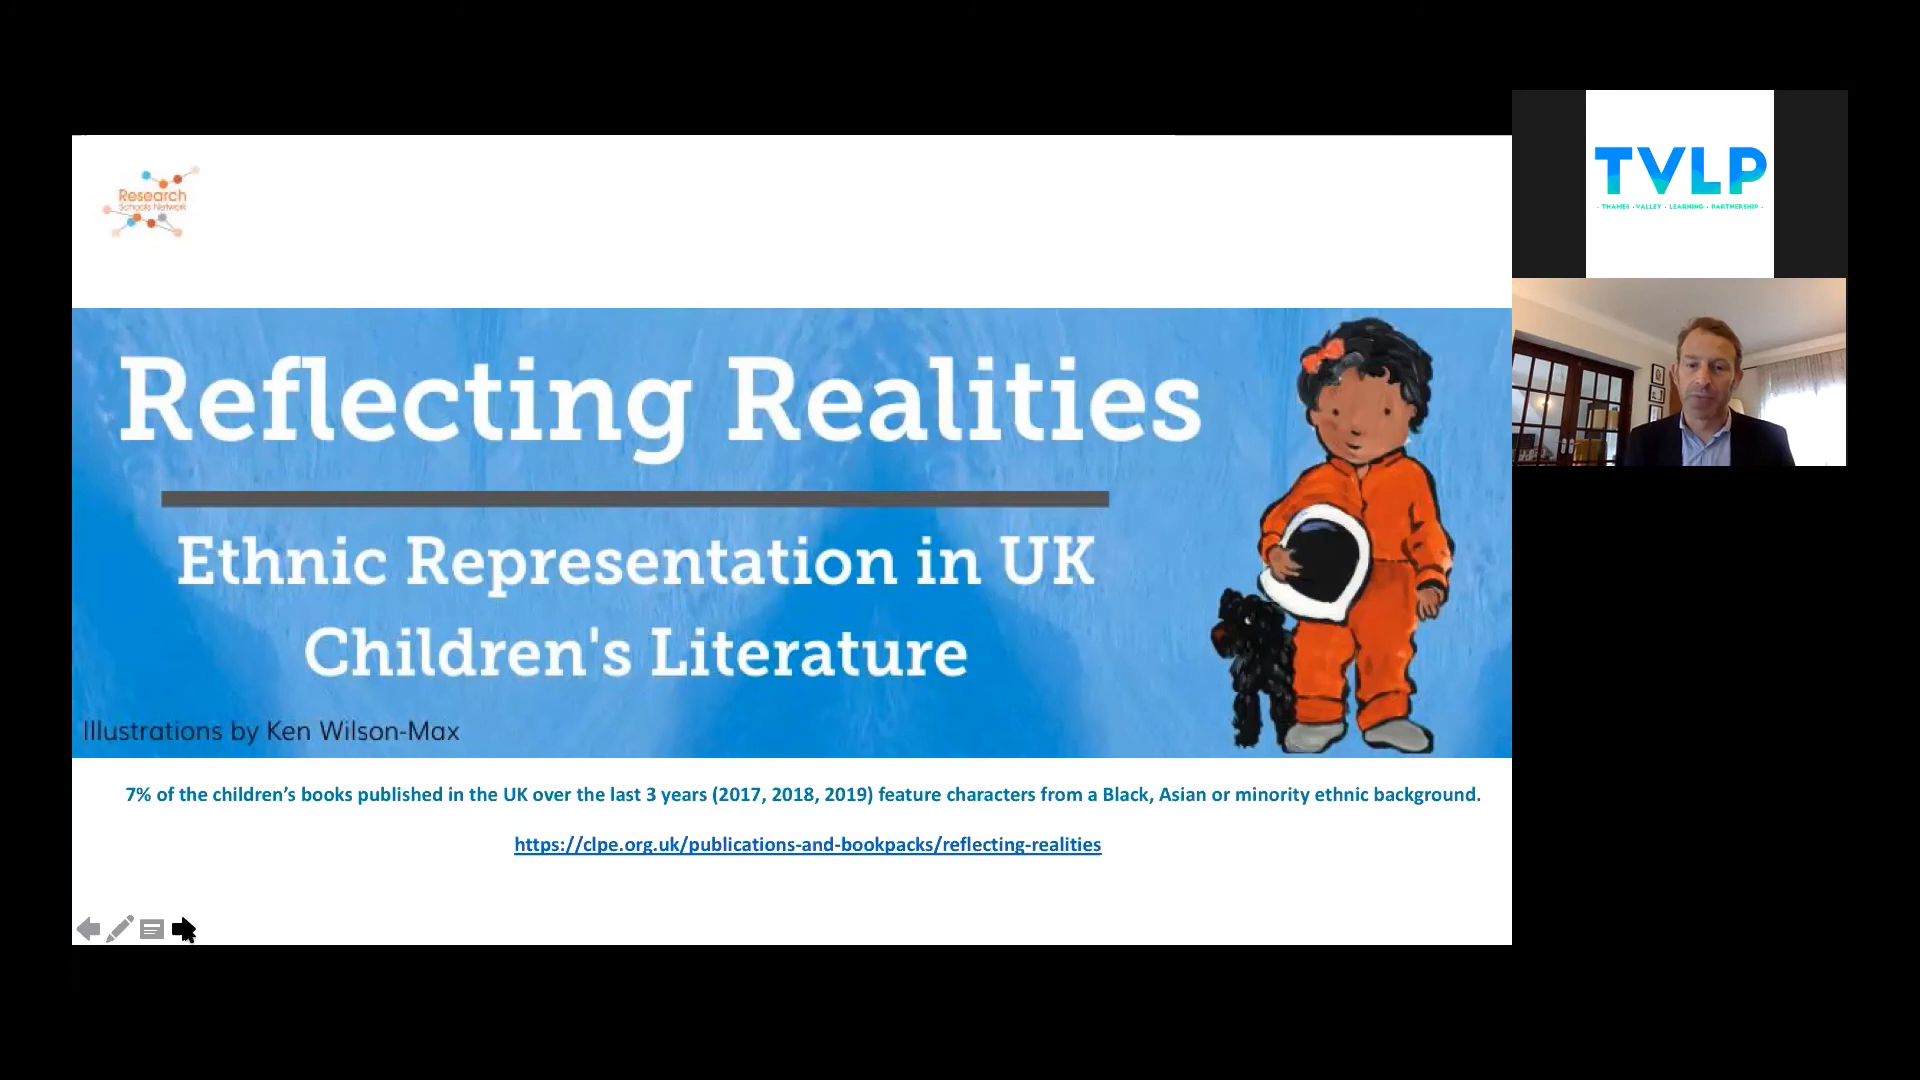 Research
Schools Network
Reflecting Realities
Ethnic Representation in UK
Children's Literature
Illustrations by Ken Wilson-Max
7% of the children’s books published in the UK over the last 3 years (2017, 2018, 2019) feature characters from a Black, Asian or minority ethnic background.
https://clpe.org.uk/publications-and-bookpacks/reflecting-realities
TVLP
· THAMES · VALLEY · LEARNING · PARTNERSHIP ·